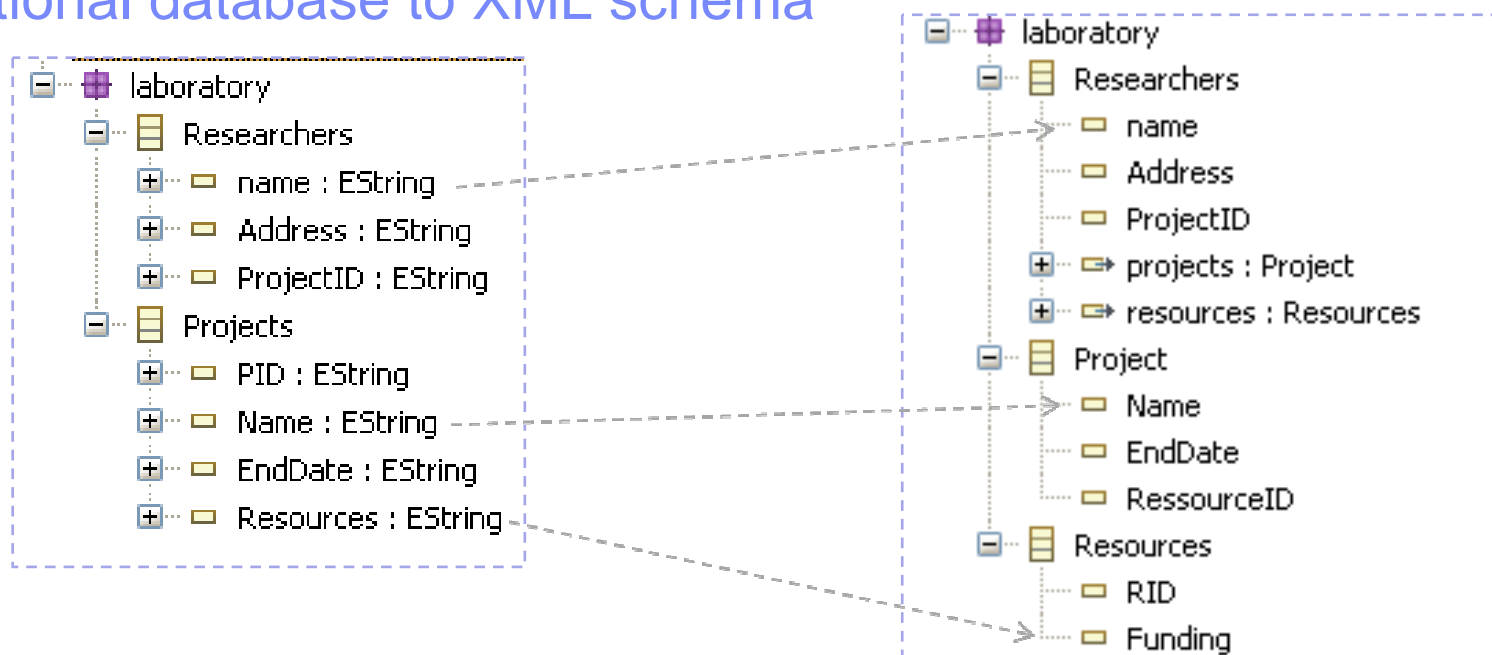 ational database to XML schema
laboratory
Researchers
name : EString
Address : EString
ProjectID : EString
Projects
PID : EString
Name : EString
EndDate : EString
Resources : EString
laboratory
Researchers
name
Address
ProjectID
projects : Project
resources : Resources
Project
Name
EndDate
RessourceID
Resources
RID
Funding